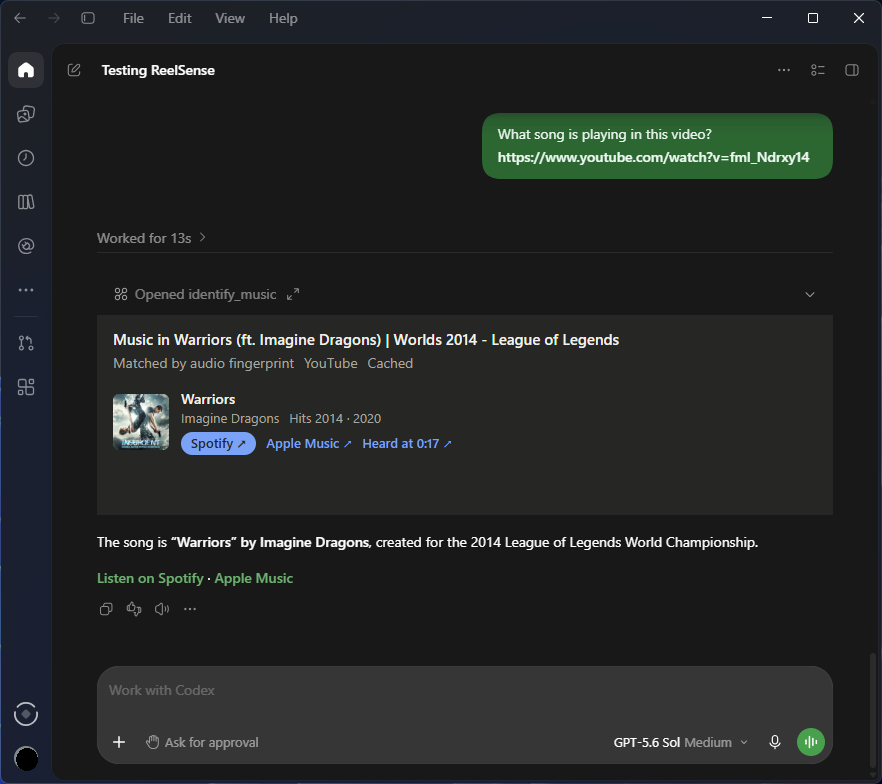 File Edit View Help
Testing ReelSense
What song is playing in this video?
https://www.youtube.com/watch?v=fmI_Ndrxy14
Worked for 13s
Opened identify_music
Music in Warriors (ft. Imagine Dragons) | Worlds 2014 - League of Legends
Matched by audio fingerprint YouTube Cached
Warriors
Imagine Dragons Hits 2014 · 2020
Spotify ↗ Apple Music ↗ Heard at 0:17 ↗
INSURGENT
The song is “Warriors” by Imagine Dragons, created for the 2014 League of Legends World Championship.
Listen on Spotify · Apple Music
Work with Codex
Ask for approval GPT-5.6 Sol Medium